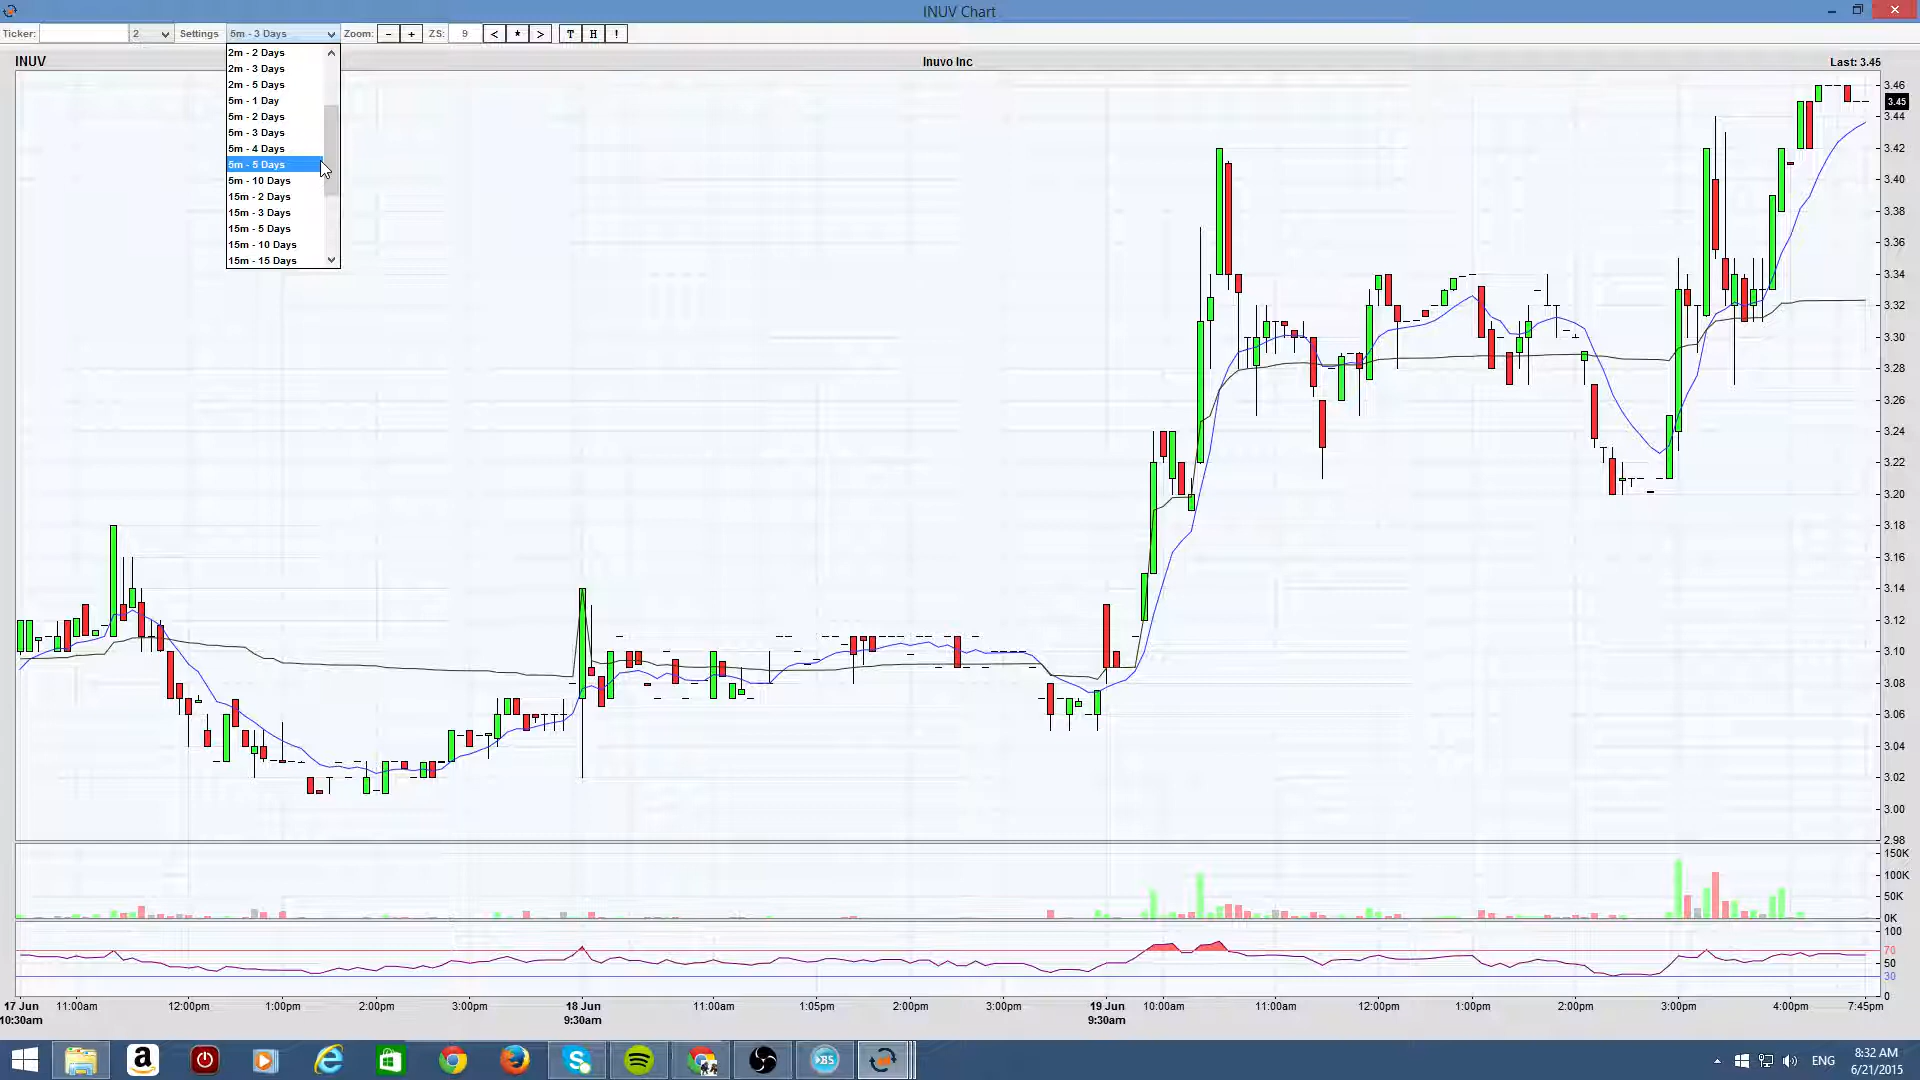 INUV Chart
Ticker: 2 Settings 5m - 3 Days Zoom: - + ZS: 9 < * > T H !
2m - 2 Days
2m - 3 Days
2m - 5 Days
5m - 1 Day
5m - 2 Days
5m - 3 Days
5m - 4 Days
5m - 5 Days
5m - 10 Days
15m - 2 Days
15m - 3 Days
15m - 5 Days
15m - 10 Days
15m - 15 Days
INUV Inuvo Inc Last: 3.45
3.46
3.45
3.44
3.42
3.40
3.38
3.36
3.34
3.32
3.30
3.28
3.26
3.24
3.22
3.20
3.18
3.16
3.14
3.12
3.10
3.08
3.06
3.04
3.02
3.00
2.98
150K
100K
50K
0K
100
70
50
30
0
17 Jun 11:00am 12:00pm 1:00pm 2:00pm 3:00pm 18 Jun 11:00am 1:05pm 2:00pm 3:00pm 19 Jun 10:00am 11:00am 12:00pm 1:00pm 2:00pm 3:00pm 4:00pm 7:45pm
10:30am 9:30am 9:30am
ENG
8:32 AM
6/21/2015